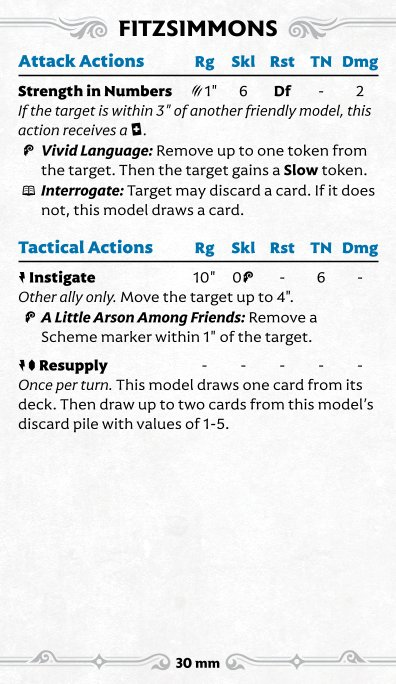 FITZSIMMONS
Attack Actions Rg Skl Rst TN Dmg
Strength in Numbers 1" 6 Df - 2
If the target is within 3" of another friendly model, this
action receives a .
Vivid Language: Remove up to one token from
the target. Then the target gains a Slow token.
Interrogate: Target may discard a card. If it does
not, this model draws a card.
Tactical Actions Rg Skl Rst TN Dmg
Instigate 10" 0 - 6 -
Other ally only. Move the target up to 4".
A Little Arson Among Friends: Remove a
Scheme marker within 1" of the target.
Resupply - - - - -
Once per turn. This model draws one card from its
deck. Then draw up to two cards from this model's
discard pile with values of 1-5.
30 mm